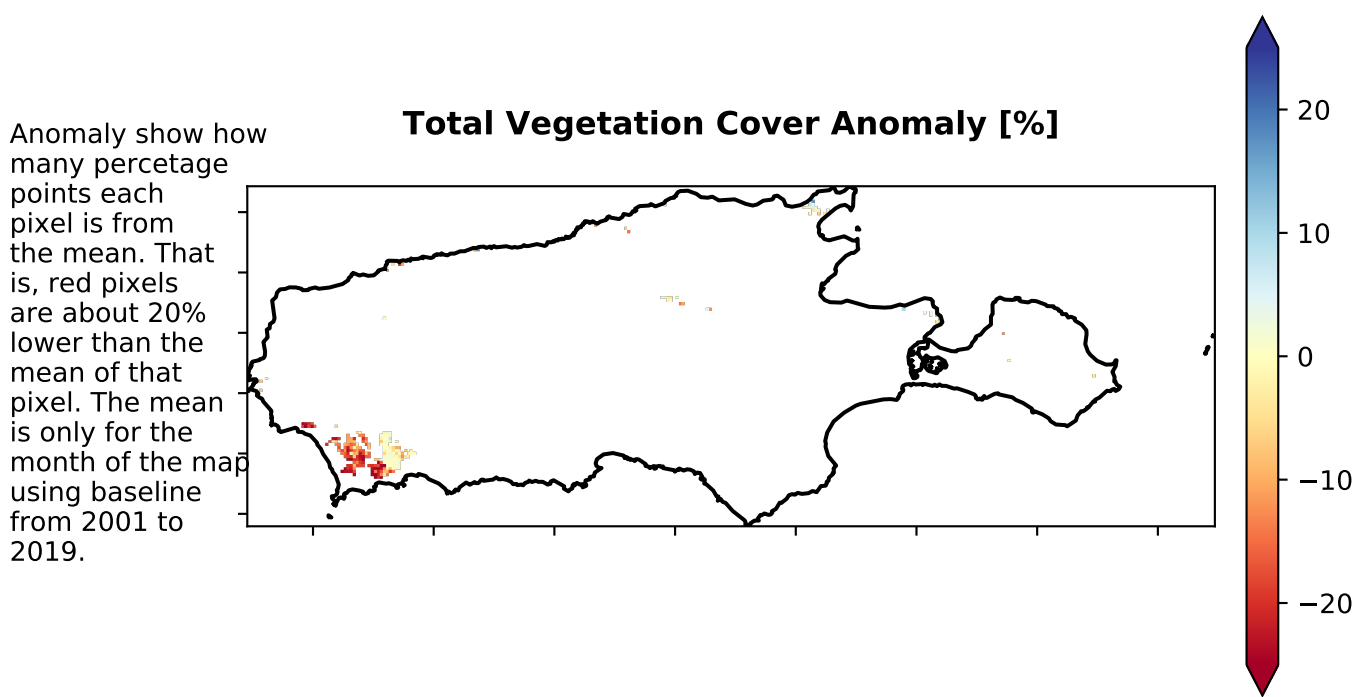 Total Vegetation Cover Anomaly [%]
Anomaly show how
many percetage
points each
pixel is from
the mean. That
is, red pixels
are about 20%
lower than the
mean of that
pixel. The mean
is only for the
month of the map
using baseline
from 2001 to
2019.
20
10
0
−10
−20